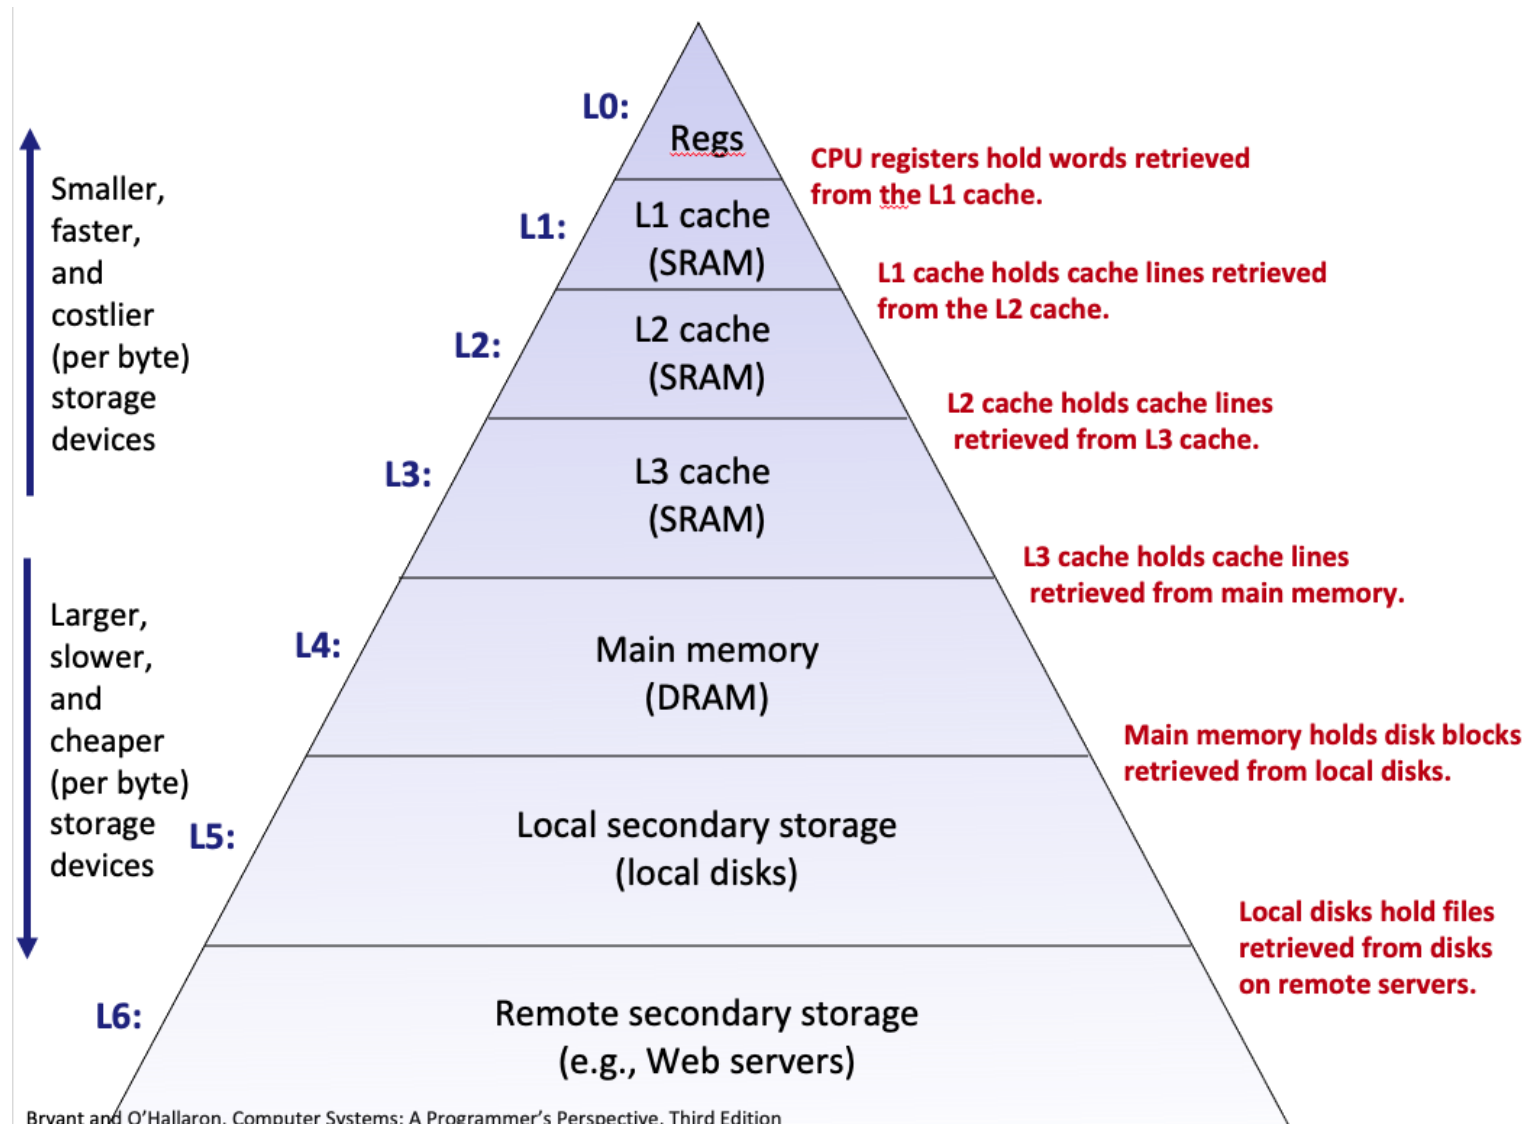 L0:
Regs
CPU registers hold words retrieved
from the L1 cache.
Smaller,
faster,
and
costlier
(per byte)
storage
devices
L1:
L1 cache
(SRAM)
L1 cache holds cache lines retrieved
from the L2 cache.
L2:
L2 cache
(SRAM)
L2 cache holds cache lines
retrieved from L3 cache.
L3:
L3 cache
(SRAM)
L3 cache holds cache lines
retrieved from main memory.
Larger,
slower,
and
cheaper
(per byte)
storage
devices
L4:
Main memory
(DRAM)
Main memory holds disk blocks
retrieved from local disks.
L5:
Local secondary storage
(local disks)
Local disks hold files
retrieved from disks
on remote servers.
L6:
Remote secondary storage
(e.g., Web servers)
Bryant and O'Hallaron, Computer Systems: A Programmer's Perspective, Third Edition